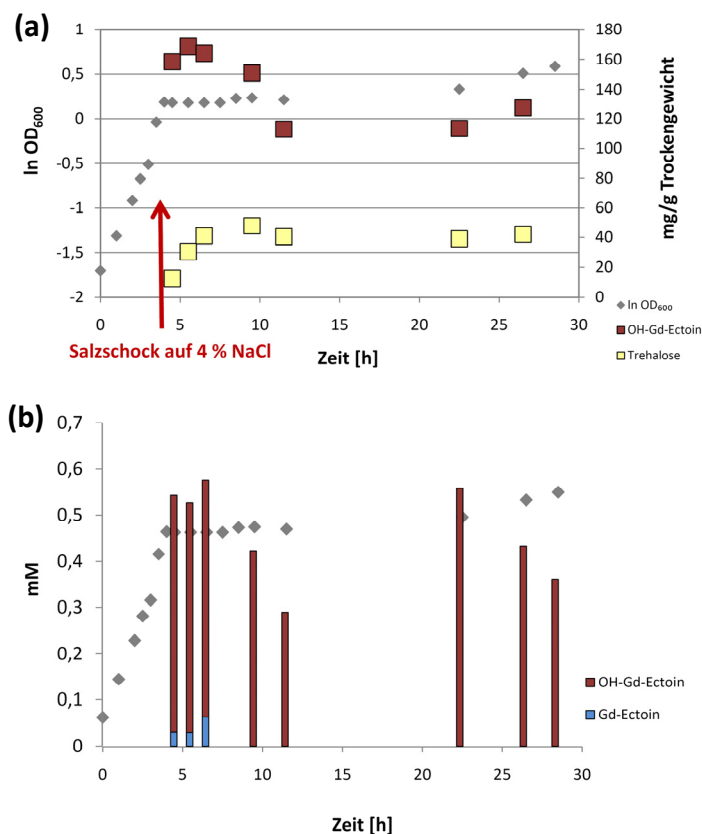 (a)
1
0,5
0
-0,5
-1
-1,5
-2
ln OD₆₀₀
180
160
140
120
100
80
60
40
20
0
mg/g Trockengewicht
0 5 10 15 20 25 30
Salzschock auf 4 % NaCl
Zeit [h]
ln OD₆₀₀
OH-Gd-Ectoin
Trehalose
(b)
0,7
0,6
0,5
0,4
0,3
0,2
0,1
0
mM
0 5 10 15 20 25 30
OH-Gd-Ectoin
Gd-Ectoin
Zeit [h]